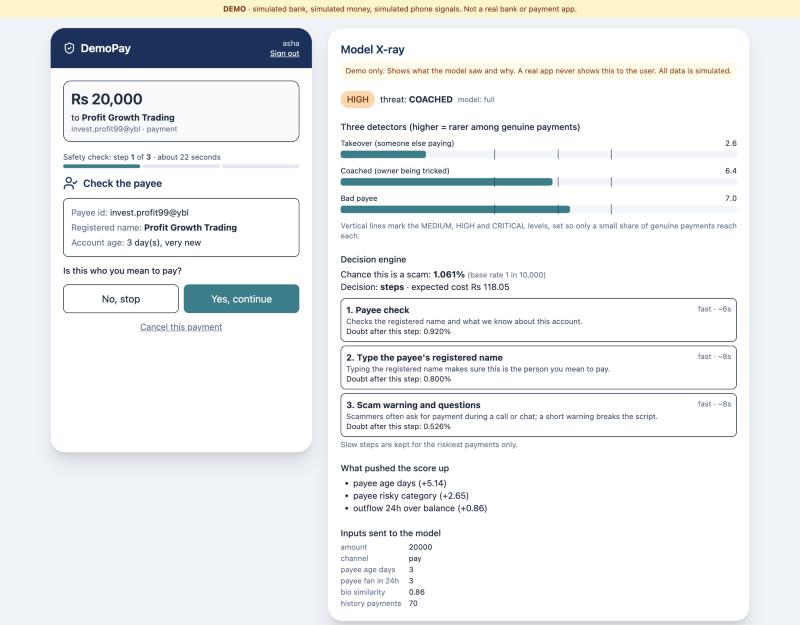 DEMO · simulated bank, simulated money, simulated phone signals. Not a real bank or payment app.
DemoPay
asha
Sign out
Rs 20,000
to Profit Growth Trading
invest.profit99@ybl · payment
Safety check: step 1 of 3 · about 22 seconds
Check the payee
Payee id: invest.profit99@ybl
Registered name: Profit Growth Trading
Account age: 3 day(s), very new
Is this who you mean to pay?
No, stop
Yes, continue
Cancel this payment
Model X-ray
Demo only. Shows what the model saw and why. A real app never shows this to the user. All data is simulated.
HIGH threat: COACHED model: full
Three detectors (higher = rarer among genuine payments)
Takeover (someone else paying) 2.6
Coached (owner being tricked) 6.4
Bad payee 7.0
Vertical lines mark the MEDIUM, HIGH and CRITICAL levels, set so only a small share of genuine payments reach
each.
Decision engine
Chance this is a scam: 1.061% (base rate 1 in 10,000)
Decision: steps · expected cost Rs 118.05
1. Payee check fast · ~6s
Checks the registered name and what we know about this account.
Doubt after this step: 0.920%
2. Type the payee's registered name fast · ~8s
Typing the registered name makes sure this is the person you mean to pay.
Doubt after this step: 0.800%
3. Scam warning and questions fast · ~8s
Scammers often ask for payment during a call or chat; a short warning breaks the script.
Doubt after this step: 0.526%
Slow steps are kept for the riskiest payments only.
What pushed the score up
• payee age days (+5.14)
• payee risky category (+2.65)
• outflow 24h over balance (+0.86)
Inputs sent to the model
amount 20000
channel pay
payee age days 3
payee fan in 24h 3
bio similarity 0.86
history payments 70